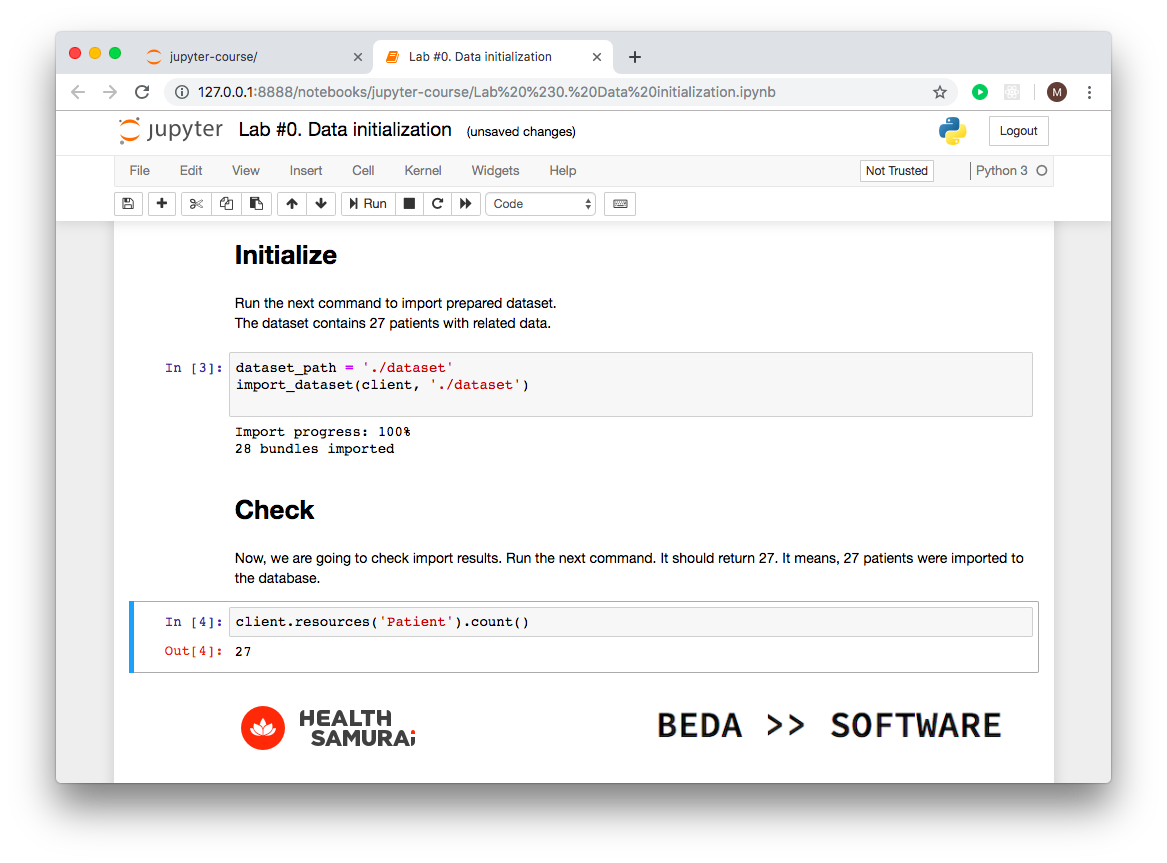 jupyter-course/
Lab #0. Data initialization
127.0.0.1:8888/notebooks/jupyter-course/Lab%20%230.%20Data%20initialization.ipynb
M
jupyter Lab #0. Data initialization (unsaved changes)
Logout
File Edit View Insert Cell Kernel Widgets Help
Not Trusted
Python 3
Run
Code
Initialize
Run the next command to import prepared dataset.
The dataset contains 27 patients with related data.
In [3]: dataset_path = './dataset'
import_dataset(client, './dataset')
Import progress: 100%
28 bundles imported
Check
Now, we are going to check import results. Run the next command. It should return 27. It means, 27 patients were imported to
the database.
In [4]: client.resources('Patient').count()
Out[4]: 27
HEALTH
SAMURAi
BEDA >> SOFTWARE